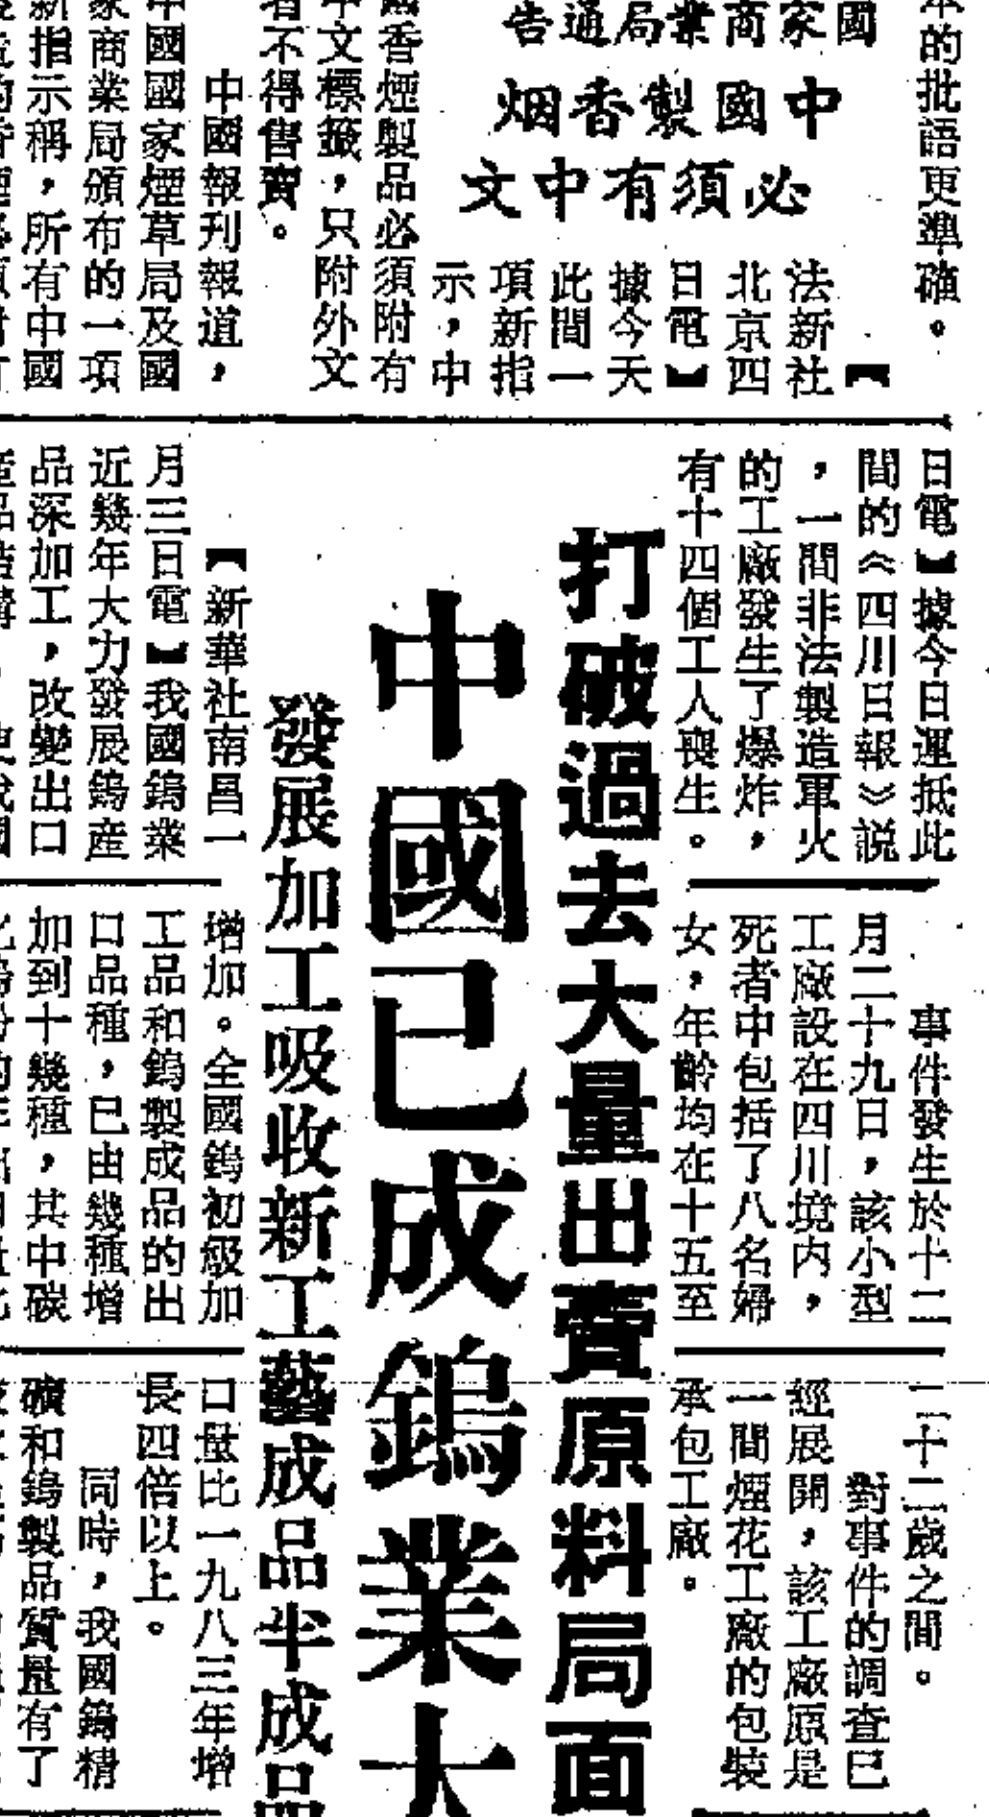 本的批語更準確。
國家商業局通告
中國製香烟
必須有中文
【
法新社
北京四
日電】
據今天
此間一
項新指
示，中
國香煙製品必須附有
中文標籤，只附外文
者不得售賣。
中國報刊報道，
中國國家煙草局及國
家商業局頒布的一項
新指示稱，所有中國
日電】據今日運抵此
間的《四川日報》説
，一間非法製造軍火
的工廠發生了爆炸，
有十四個工人喪生。
事件發生於十二
月二十九日，該小型
工廠設在四川境内，
死者中包括了八名婦
女，年齡均在十五至
二十二歲之間。
對事件的調查已
經展開，該工廠原是
一間煙花工廠的包裝
承包工廠。
打破過去大量出賣原料局面
中國已成鎢業大
發展加工吸收新工藝成品半成品
【新華社南昌一
月三日電】我國鎢業
近幾年大力發展鎢産
品深加工，改變出口
增加。全國鎢初級加
工品和鎢製成品的出
口品種，已由幾種增
加到十幾種，其中碳
口量比一九八三年增
長四倍以上。
同時，我國鎢精
礦和鎢製品質量有了